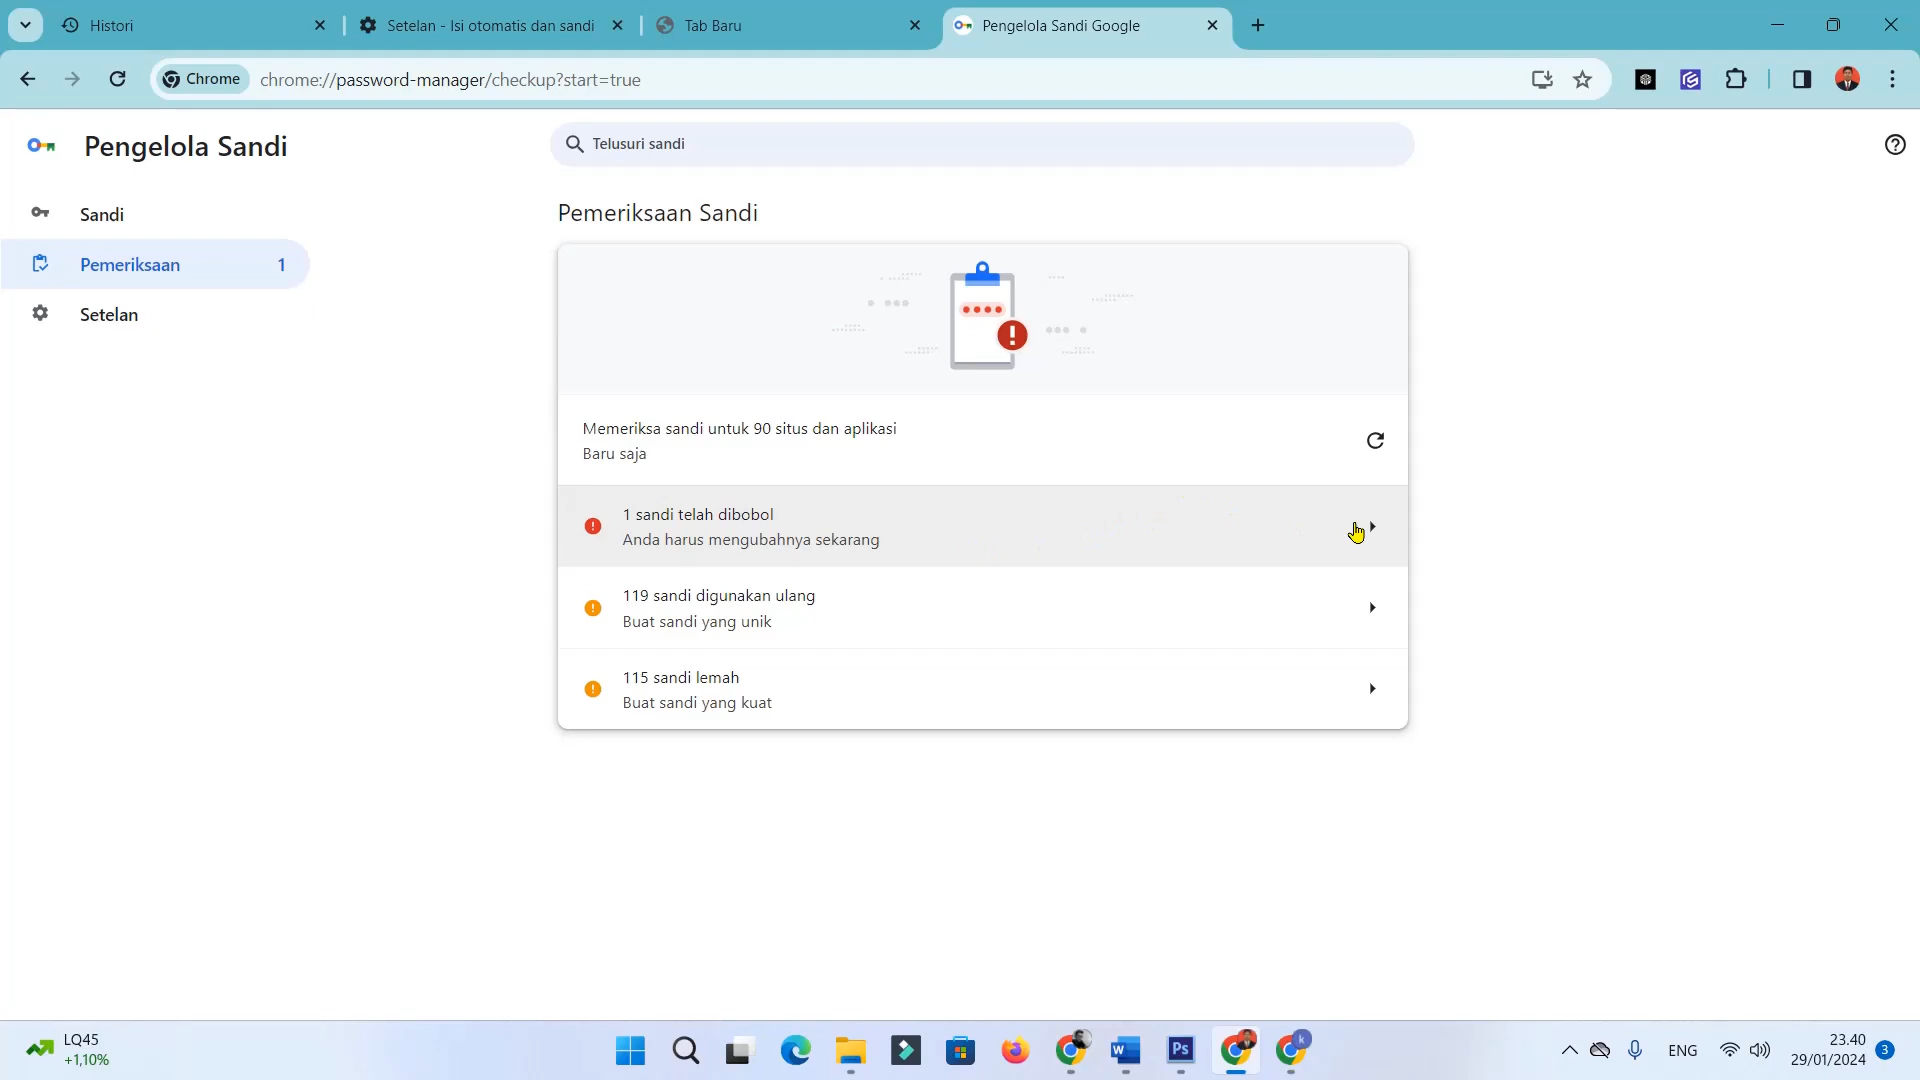 Histori
Setelan - Isi otomatis dan sandi
Tab Baru
Pengelola Sandi Google
Chrome
chrome://password-manager/checkup?start=true
Pengelola Sandi
Telusuri sandi
Sandi
Pemeriksaan 1
Setelan
Pemeriksaan Sandi
Memeriksa sandi untuk 90 situs dan aplikasi
Baru saja
1 sandi telah dibobol
Anda harus mengubahnya sekarang
119 sandi digunakan ulang
Buat sandi yang unik
115 sandi lemah
Buat sandi yang kuat
LQ45
+1,10%
W
Ps
k
ENG
23.40
29/01/2024
3